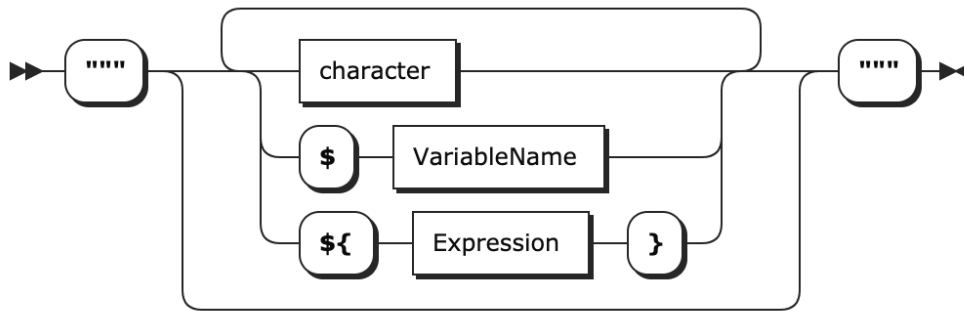 """ character """
$ VariableName
${ Expression }